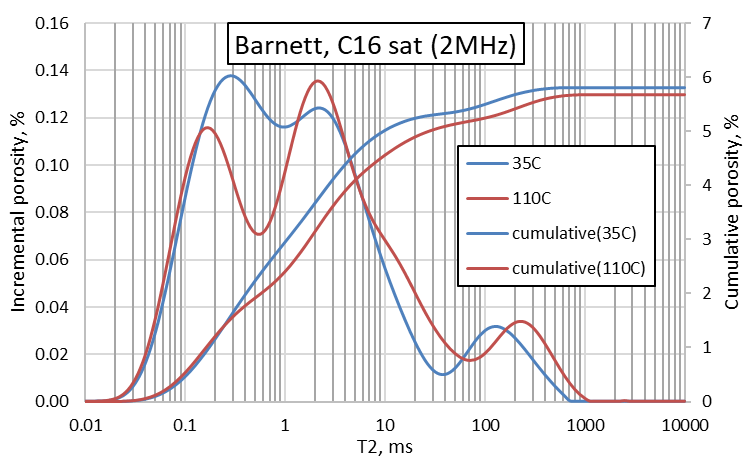 Barnett, C16 sat (2MHz)
Incremental porosity, %
0.16
0.14
0.12
0.10
0.08
0.06
0.04
0.02
0.00
7
6
5
4
3
2
1
0
Cumulative porosity, %
35C
110C
cumulative(35C)
cumulative(110C)
0.01 0.1 1 10 100 1000 10000
T2, ms